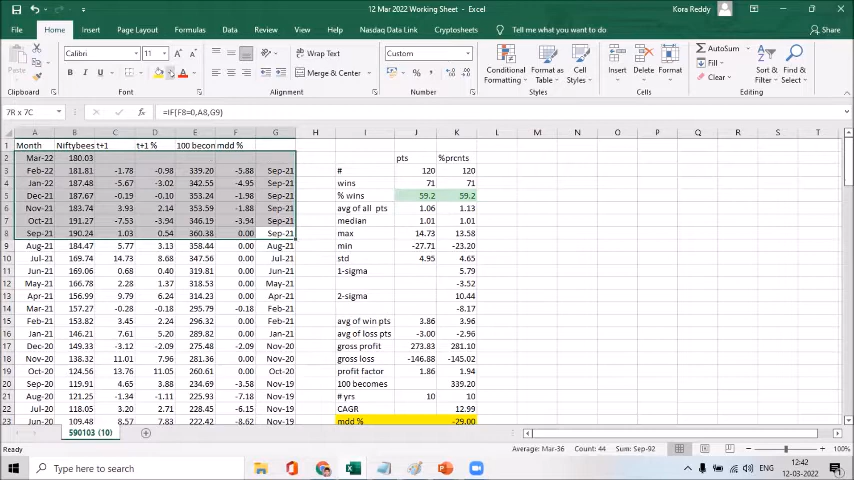 12 Mar 2022 Working Sheet - Excel
Kora Reddy
File Home Insert Page Layout Formulas Data Review View Nasdaq Data Link Cryptosheets Tell me what you want to do Share
Paste Calibri 11 Wrap Text Custom Conditional Formatting Format as Table Cell Styles Insert Delete Format AutoSum Sort & Filter Find & Select
B I U A Merge & Center % Fill
Clear
Clipboard Font Alignment Number Styles Cells Editing
7R x 7C fx =IF(F8=0,A8,G9)
A B C D E F G H I J K L M N O P Q R S T
1 Month Niftybees t+1 t+1 % 100 becon mdd %
2 Mar-22 180.03 pts %prcnts
3 Feb-22 181.81 -1.78 -0.98 339.20 -5.88 Sep-21 # 120 120
4 Jan-22 187.48 -5.67 -3.02 342.55 -4.95 Sep-21 wins 71 71
5 Dec-21 187.67 -0.19 -0.10 353.24 -1.98 Sep-21 % wins 59.2 59.2
6 Nov-21 183.74 3.93 2.14 353.59 -1.88 Sep-21 avg of all pts 1.06 1.13
7 Oct-21 191.27 -7.53 -3.94 346.19 -3.94 Sep-21 median 1.01 1.01
8 Sep-21 190.24 1.03 0.54 360.38 0.00 Sep-21 max 14.73 13.58
9 Aug-21 184.47 5.77 3.13 358.44 0.00 Aug-21 min -27.71 -23.20
10 Jul-21 169.74 14.73 8.68 347.56 0.00 Jul-21 std 4.95 4.65
11 Jun-21 169.06 0.68 0.40 319.81 0.00 Jun-21 1-sigma 5.79
12 May-21 166.78 2.28 1.37 318.53 0.00 May-21 -3.52
13 Apr-21 156.99 9.79 6.24 314.23 0.00 Apr-21 2-sigma 10.44
14 Mar-21 157.27 -0.28 -0.18 295.79 -0.18 Feb-21 -8.17
15 Feb-21 153.82 3.45 2.24 296.32 0.00 Feb-21 avg of win pts 3.86 3.96
16 Jan-21 146.21 7.61 5.20 289.82 0.00 Jan-21 avg of loss pts -3.00 -2.96
17 Dec-20 149.33 -3.12 -2.09 275.48 -2.09 Nov-20 gross profit 273.83 281.10
18 Nov-20 138.32 11.01 7.96 281.36 0.00 Nov-20 gross loss -146.88 -145.02
19 Oct-20 124.56 13.76 11.05 260.61 0.00 Oct-20 profit factor 1.86 1.94
20 Sep-20 119.91 4.65 3.88 234.69 -3.58 Nov-19 100 becomes 339.20
21 Aug-20 121.25 -1.34 -1.11 225.93 -7.18 Nov-19 # yrs 10 10
22 Jul-20 118.05 3.20 2.71 228.45 -6.15 Nov-19 CAGR 12.99
23 Jun-20 109.48 8.57 7.83 222.42 -8.62 Nov-19 mdd % -29.00
590103 (10)
Ready Average: Mar-36 Count: 44 Sum: Sep-92 100%
Type here to search ENG 12:42
12-03-2022